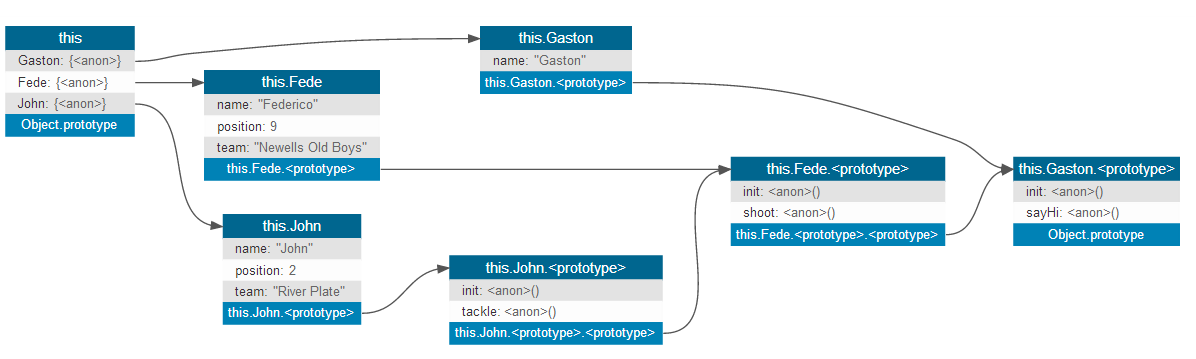 this
Gaston: {<anon>}
Fede: {<anon>}
John: {<anon>}
Object.prototype
this.Gaston
name: "Gaston"
this.Gaston.<prototype>
this.Fede
name: "Federico"
position: 9
team: "Newells Old Boys"
this.Fede.<prototype>
this.John
name: "John"
position: 2
team: "River Plate"
this.John.<prototype>
this.John.<prototype>
init: <anon>()
tackle: <anon>()
this.John.<prototype>.<prototype>
this.Fede.<prototype>
init: <anon>()
shoot: <anon>()
this.Fede.<prototype>.<prototype>
this.Gaston.<prototype>
init: <anon>()
sayHi: <anon>()
Object.prototype